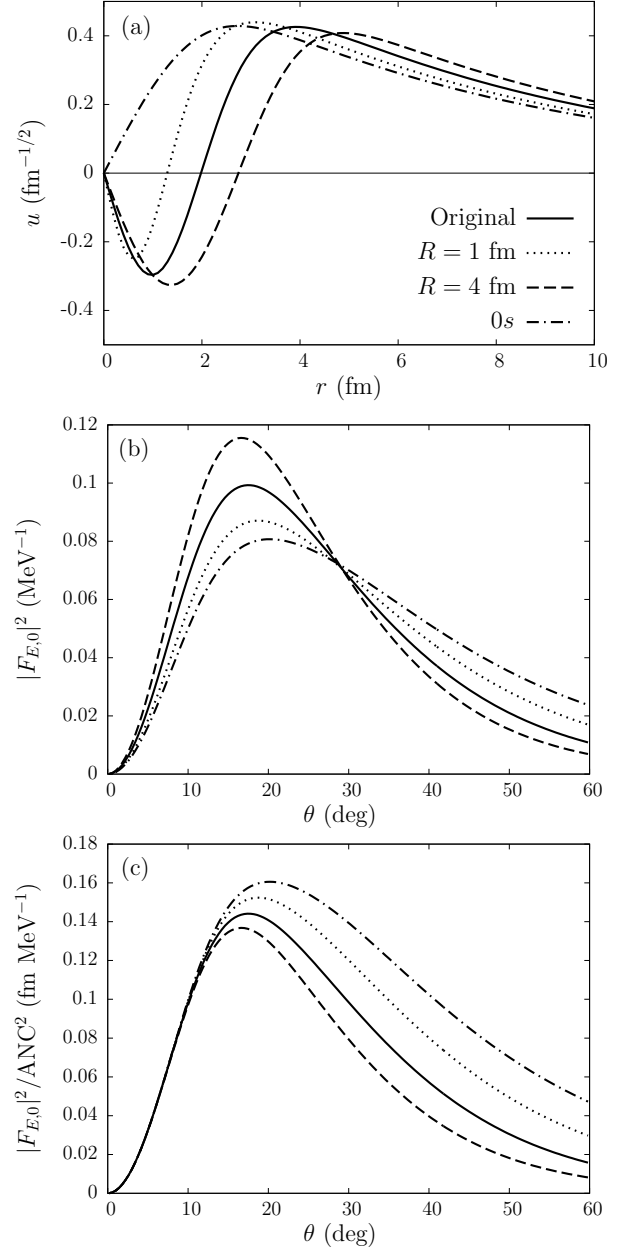 (a)
0.4
0.2
0
-0.2
-0.4
u (fm⁻¹/²)
Original
R = 1 fm
R = 4 fm
0s
0 2 4 6 8 10
r (fm)
(b)
0.12
0.1
0.08
0.06
0.04
0.02
0
|F_{E,0}|² (MeV⁻¹)
0 10 20 30 40 50 60
θ (deg)
(c)
0.18
0.16
0.14
0.12
0.1
0.08
0.06
0.04
0.02
0
|F_{E,0}|²/ANC² (fm MeV⁻¹)
0 10 20 30 40 50 60
θ (deg)